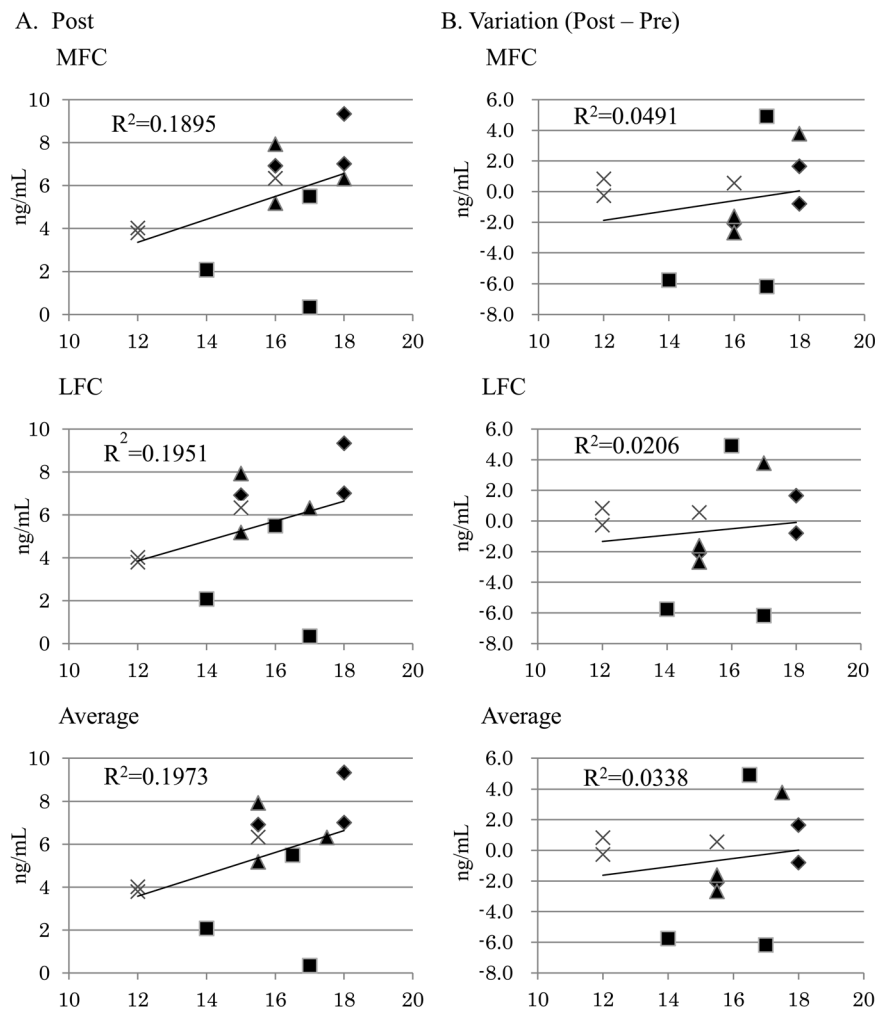 A. Post
MFC
R²=0.1895
ng/mL
10
8
6
4
2
0
10 12 14 16 18 20
LFC
R²=0.1951
ng/mL
10
8
6
4
2
0
10 12 14 16 18 20
Average
R²=0.1973
ng/mL
10
8
6
4
2
0
10 12 14 16 18 20
B. Variation (Post – Pre)
MFC
R²=0.0491
ng/mL
6.0
4.0
2.0
0.0
-2.0
-4.0
-6.0
-8.0
10 12 14 16 18 20
LFC
R²=0.0206
ng/mL
6.0
4.0
2.0
0.0
-2.0
-4.0
-6.0
-8.0
10 12 14 16 18 20
Average
R²=0.0338
ng/mL
6.0
4.0
2.0
0.0
-2.0
-4.0
-6.0
-8.0
10 12 14 16 18 20